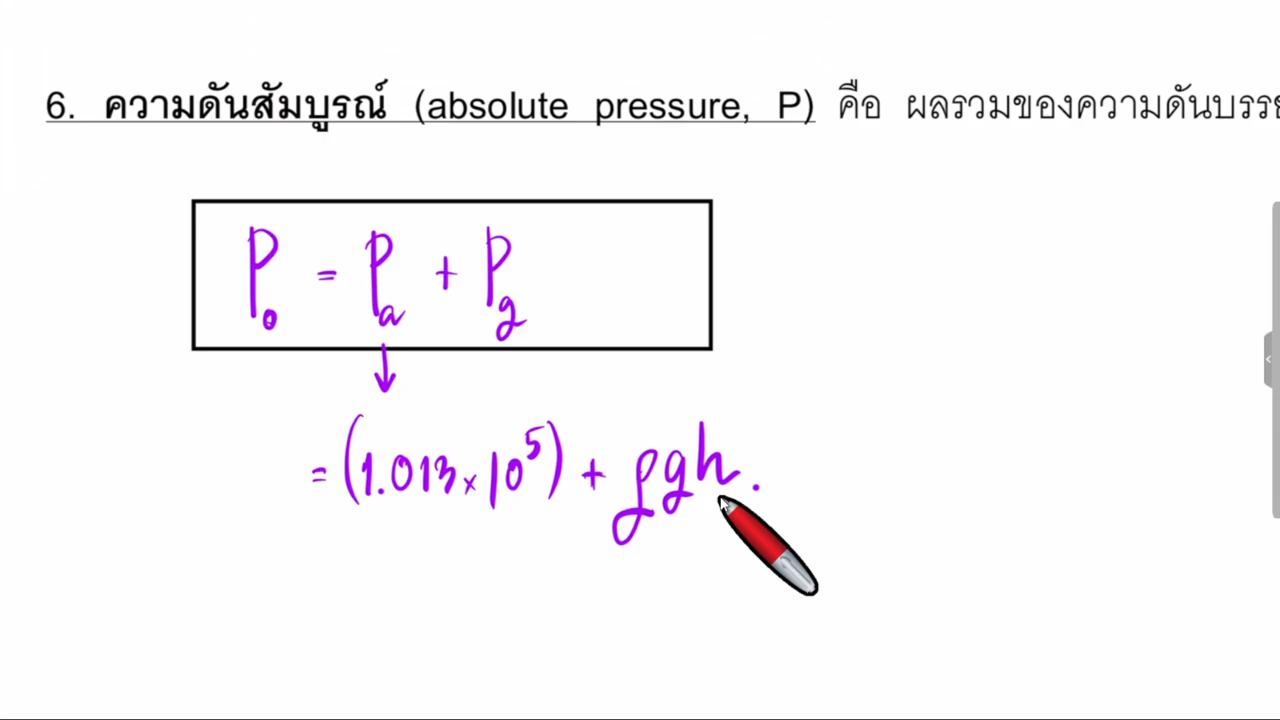 6. ความดันสัมบูรณ์ (absolute pressure, P) คือ ผลรวมของความดันบรรย
P₀ = Pₐ + P_g
↓
= (1.013 × 10⁵) + ρgh.